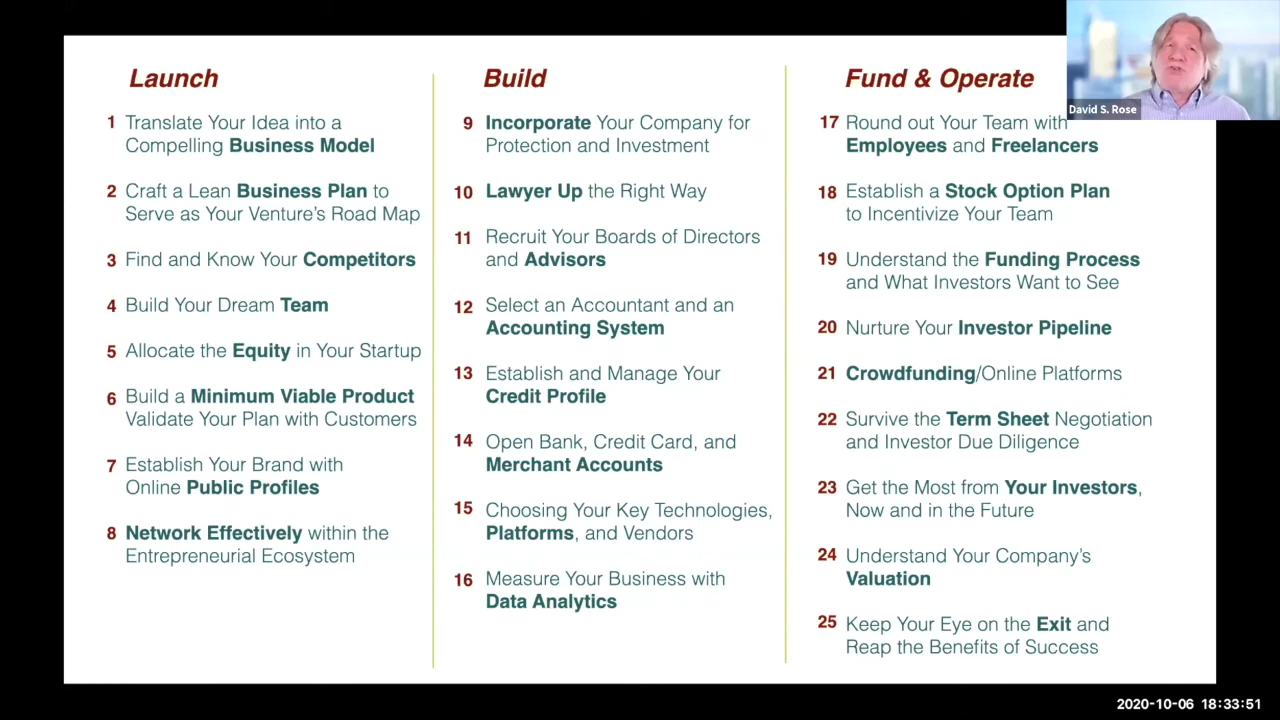 Launch
1 Translate Your Idea into a
Compelling Business Model
2 Craft a Lean Business Plan to
Serve as Your Venture's Road Map
3 Find and Know Your Competitors
4 Build Your Dream Team
5 Allocate the Equity in Your Startup
6 Build a Minimum Viable Product
Validate Your Plan with Customers
7 Establish Your Brand with
Online Public Profiles
8 Network Effectively within the
Entrepreneurial Ecosystem
Build
9 Incorporate Your Company for
Protection and Investment
10 Lawyer Up the Right Way
11 Recruit Your Boards of Directors
and Advisors
12 Select an Accountant and an
Accounting System
13 Establish and Manage Your
Credit Profile
14 Open Bank, Credit Card, and
Merchant Accounts
15 Choosing Your Key Technologies,
Platforms, and Vendors
16 Measure Your Business with
Data Analytics
Fund & Operate
17 Round out Your Team with
Employees and Freelancers
18 Establish a Stock Option Plan
to Incentivize Your Team
19 Understand the Funding Process
and What Investors Want to See
20 Nurture Your Investor Pipeline
21 Crowdfunding/Online Platforms
22 Survive the Term Sheet Negotiation
and Investor Due Diligence
23 Get the Most from Your Investors,
Now and in the Future
24 Understand Your Company's
Valuation
25 Keep Your Eye on the Exit and
Reap the Benefits of Success
David S. Rose
2020-10-06 18:33:51